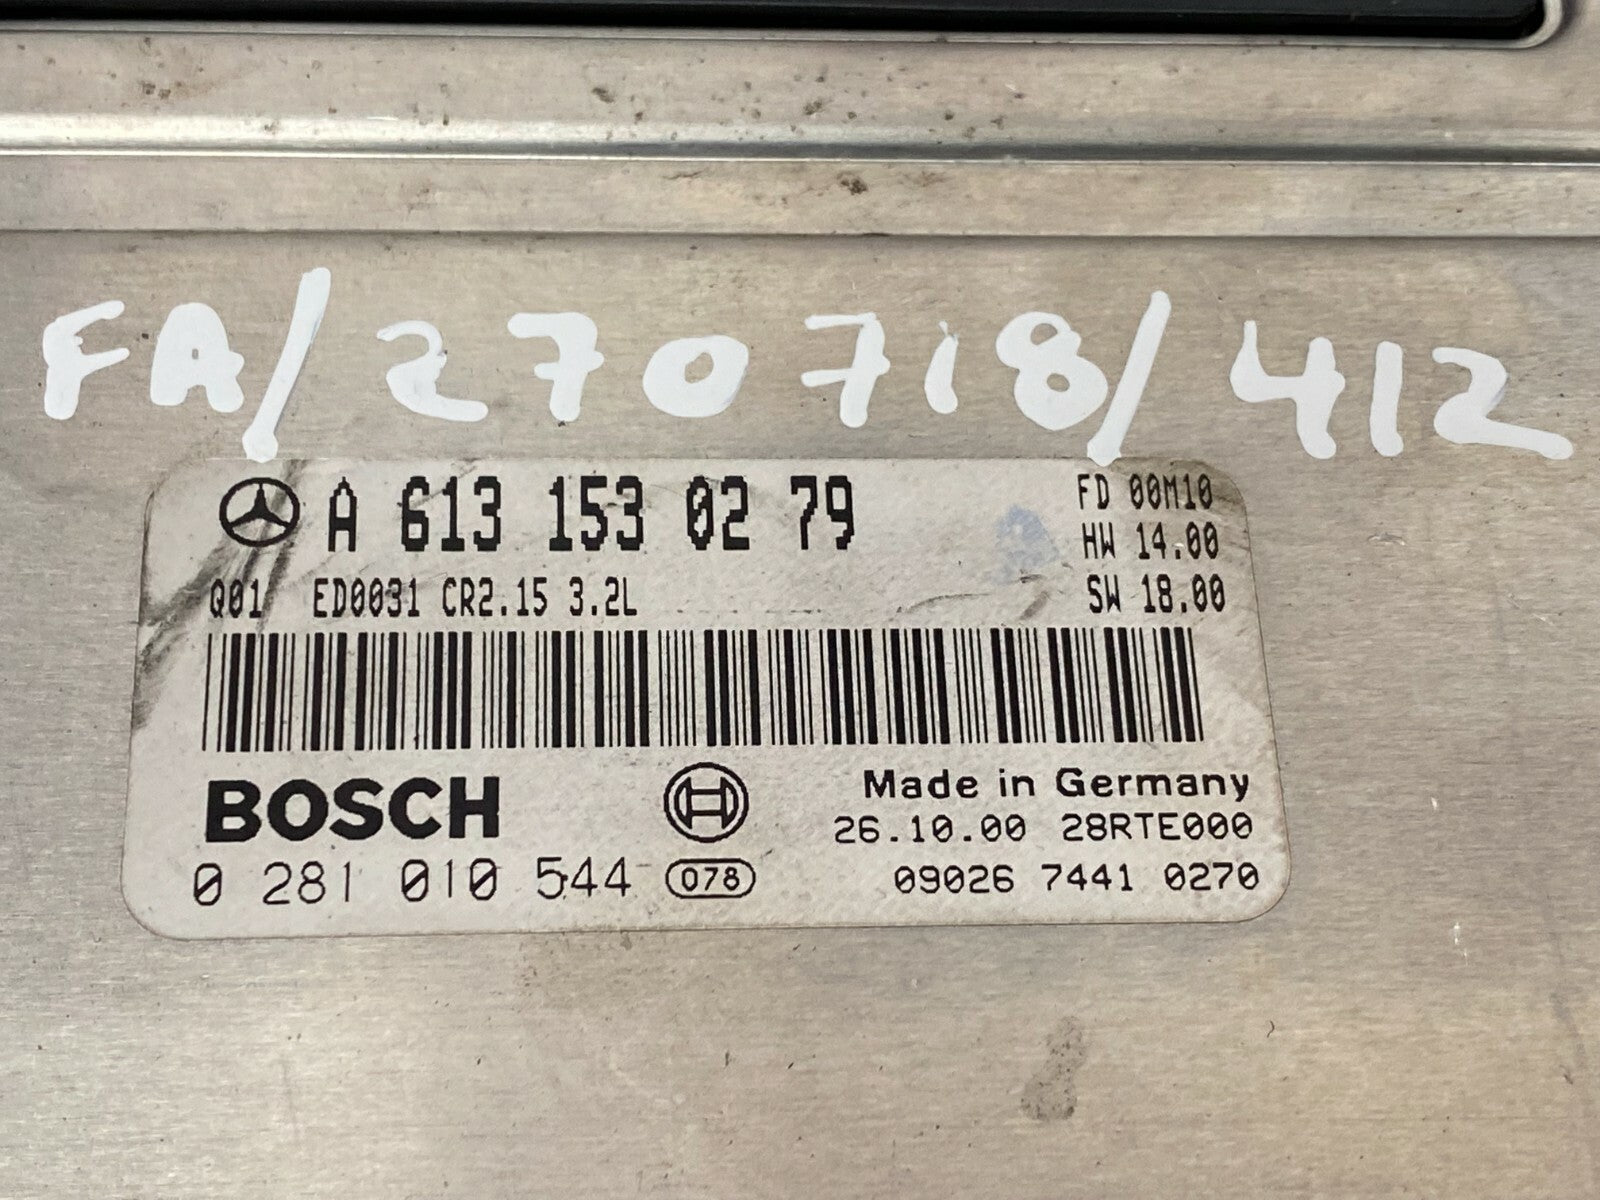 FA/270718/412
A 613 153 02 79
FD 00M10
HW 14.00
Q01 ED0031 CR2.15 3.2L
SW 18.00
BOSCH
Made in Germany
26.10.00 28RTE000
0 281 010 544 078
09026 7441 0270